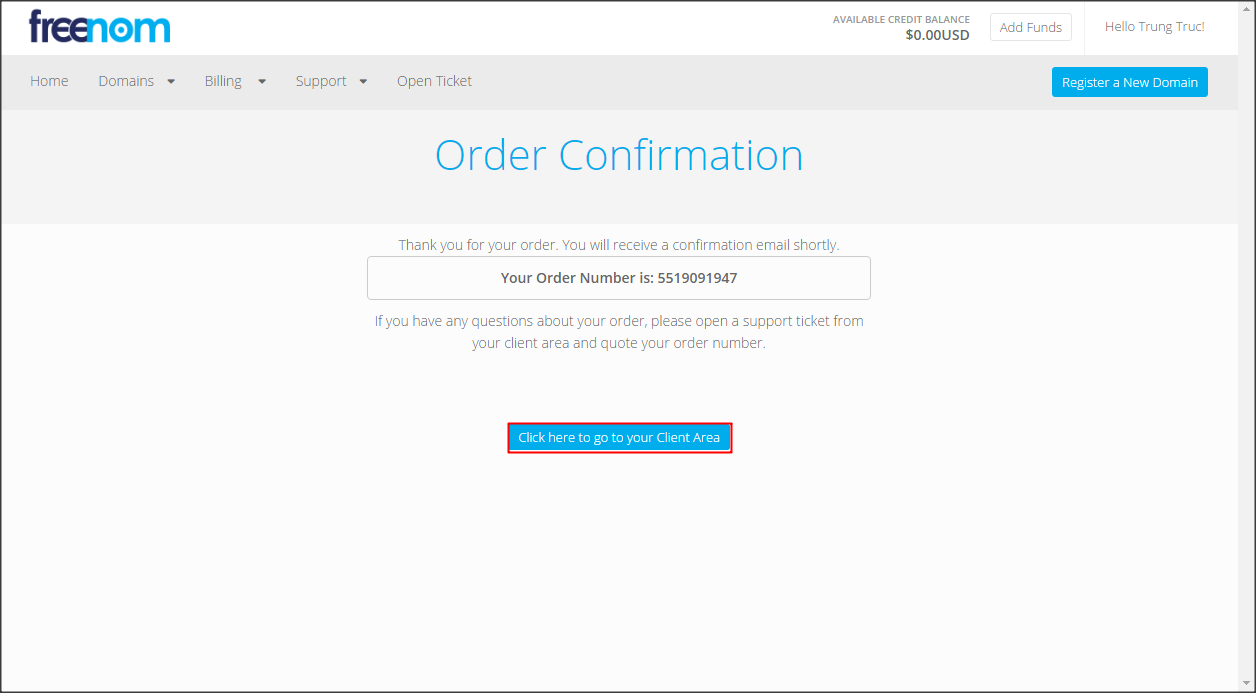 freenom
AVAILABLE CREDIT BALANCE
$0.00USD
Add Funds
Hello Trung Truc!
Home Domains Billing Support Open Ticket
Register a New Domain
Order Confirmation
Thank you for your order. You will receive a confirmation email shortly.
Your Order Number is: 5519091947
If you have any questions about your order, please open a support ticket from
your client area and quote your order number.
Click here to go to your Client Area